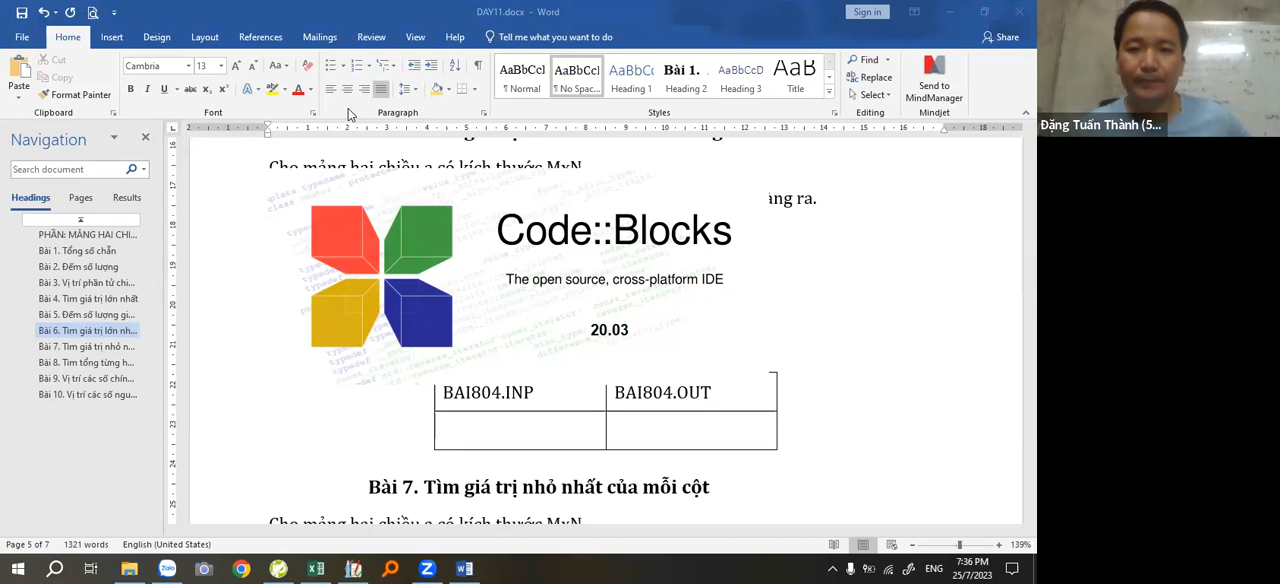 DAY11.docx - Word
Sign in
File Home Insert Design Layout References Mailings Review View Help Tell me what you want to do Share
Paste
Cut
Copy
Format Painter
Clipboard
Cambria 13
Font
Paragraph
AaBbCcI AaBbCcI AaBbCc Bài 1. AaBbCcD AaB
¶ Normal ¶ No Spac... Heading 1 Heading 2 Heading 3 Title
Styles
Find
Replace
Select
Editing
Send to
MindManager
Mindjet
Navigation
Search document
Headings Pages Results
PHẦN: MẢNG HAI CHI...
Bài 1. Tổng số chẵn
Bài 2. Đếm số lượng
Bài 3. Vị trí phần tử chi...
Bài 4. Tìm giá trị lớn nhất
Bài 5. Đếm số lượng gi...
Bài 6. Tìm giá trị lớn nh...
Bài 7. Tìm giá trị nhỏ n...
Bài 8. Tìm tổng từng h...
Bài 9. Vị trí các số chín...
Bài 10. Vị trí các số ngu...
Cho mảng hai chiều a có kích thước MxN
àng ra.
Code::Blocks
The open source, cross-platform IDE
20.03
BAI804.INP BAI804.OUT
Bài 7. Tìm giá trị nhỏ nhất của mỗi cột
Cho mảng hai chiều a có kích thước MxN
Page 5 of 7 1321 words English (United States)
139%
ENG
7:36 PM
25/7/2023
Đặng Tuấn Thành (5...